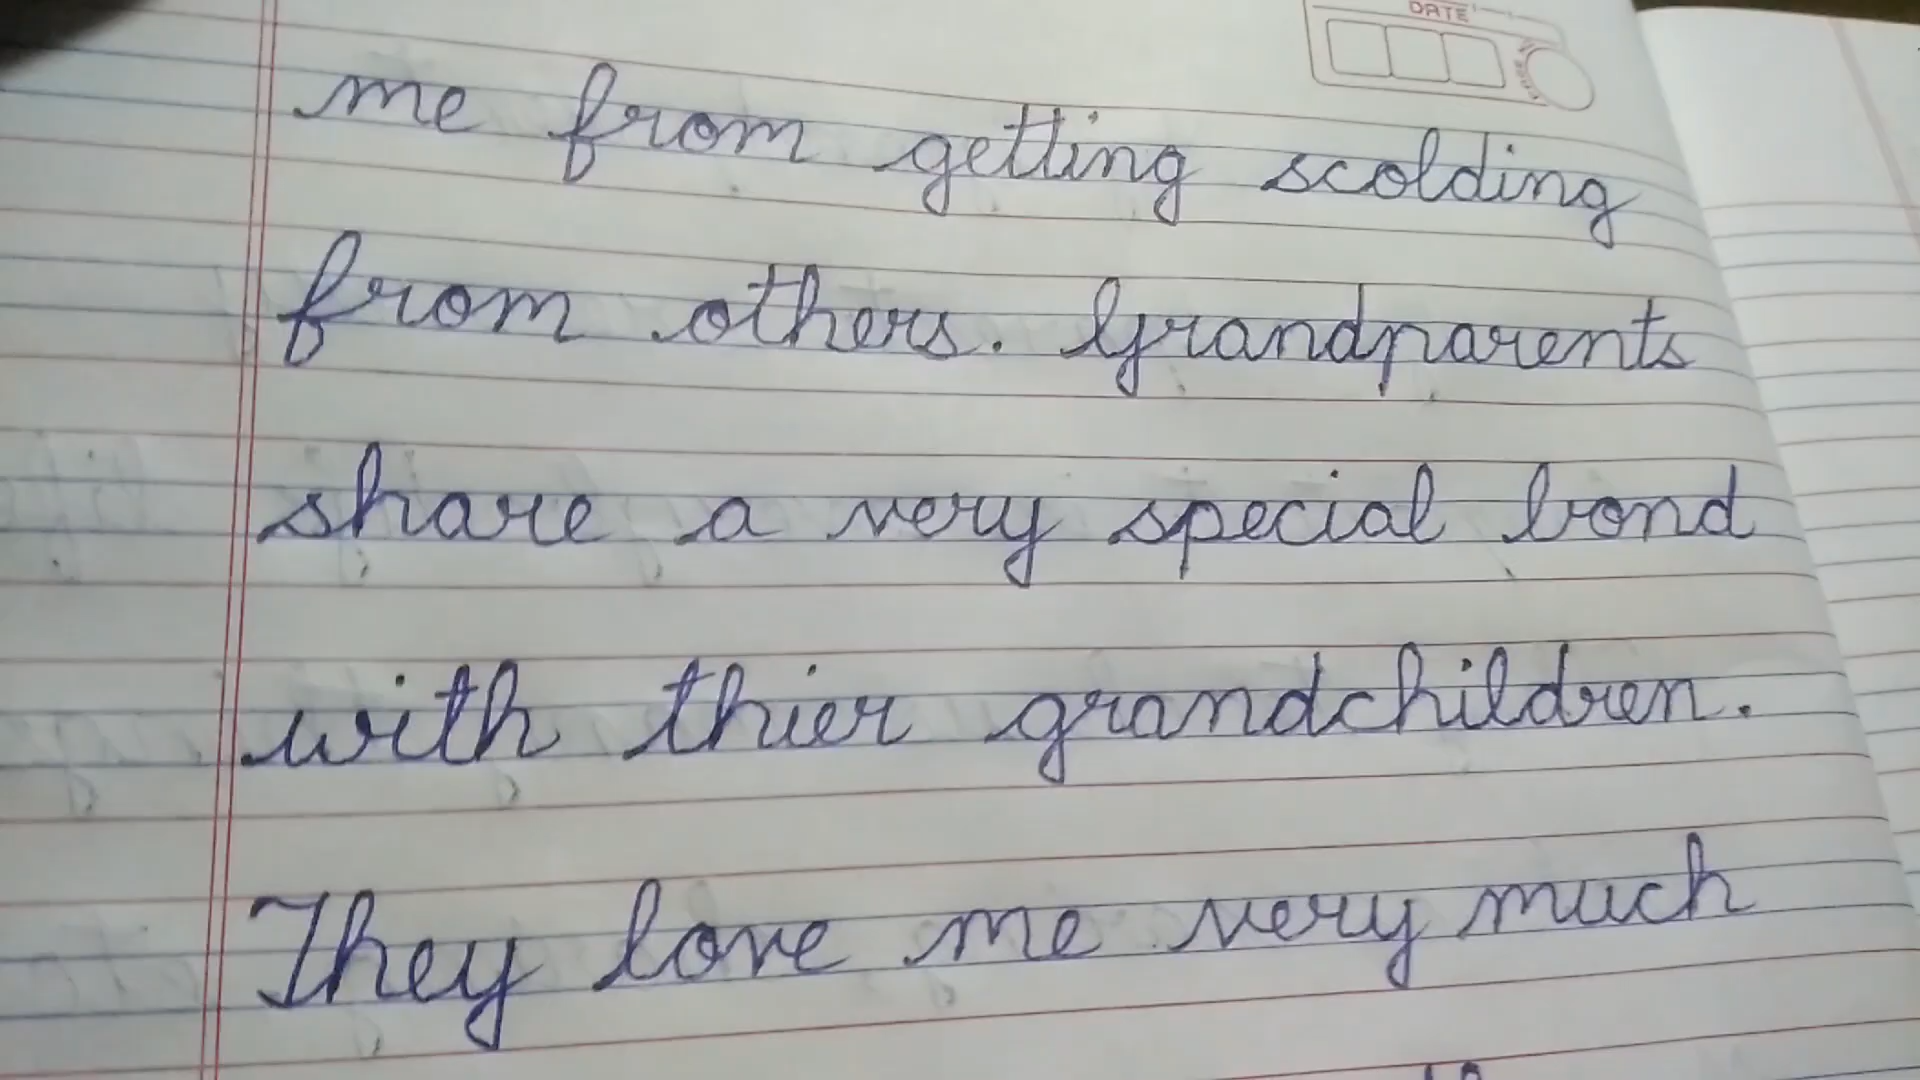 DATE
me from getting scolding
from others. Grandparents
share a very special bond
with thier grandchildren.
They love me very much